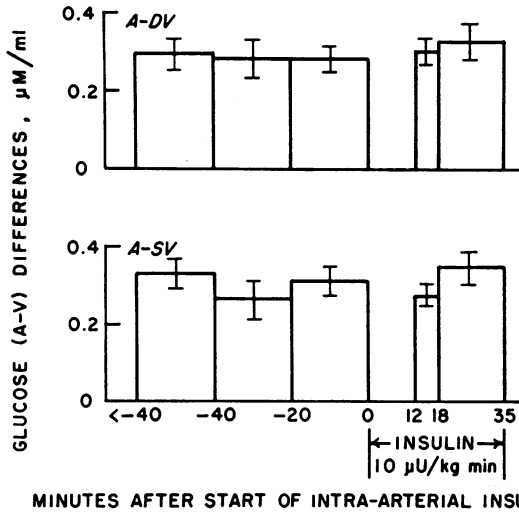 A-DV
0.4
0.2
0
A-SV
0.4
0.2
0
GLUCOSE (A-V) DIFFERENCES, µM/ml
<-40 -40 -20 0 12 18 35
←INSULIN→
10 µU/kg min
MINUTES AFTER START OF INTRA-ARTERIAL INSU